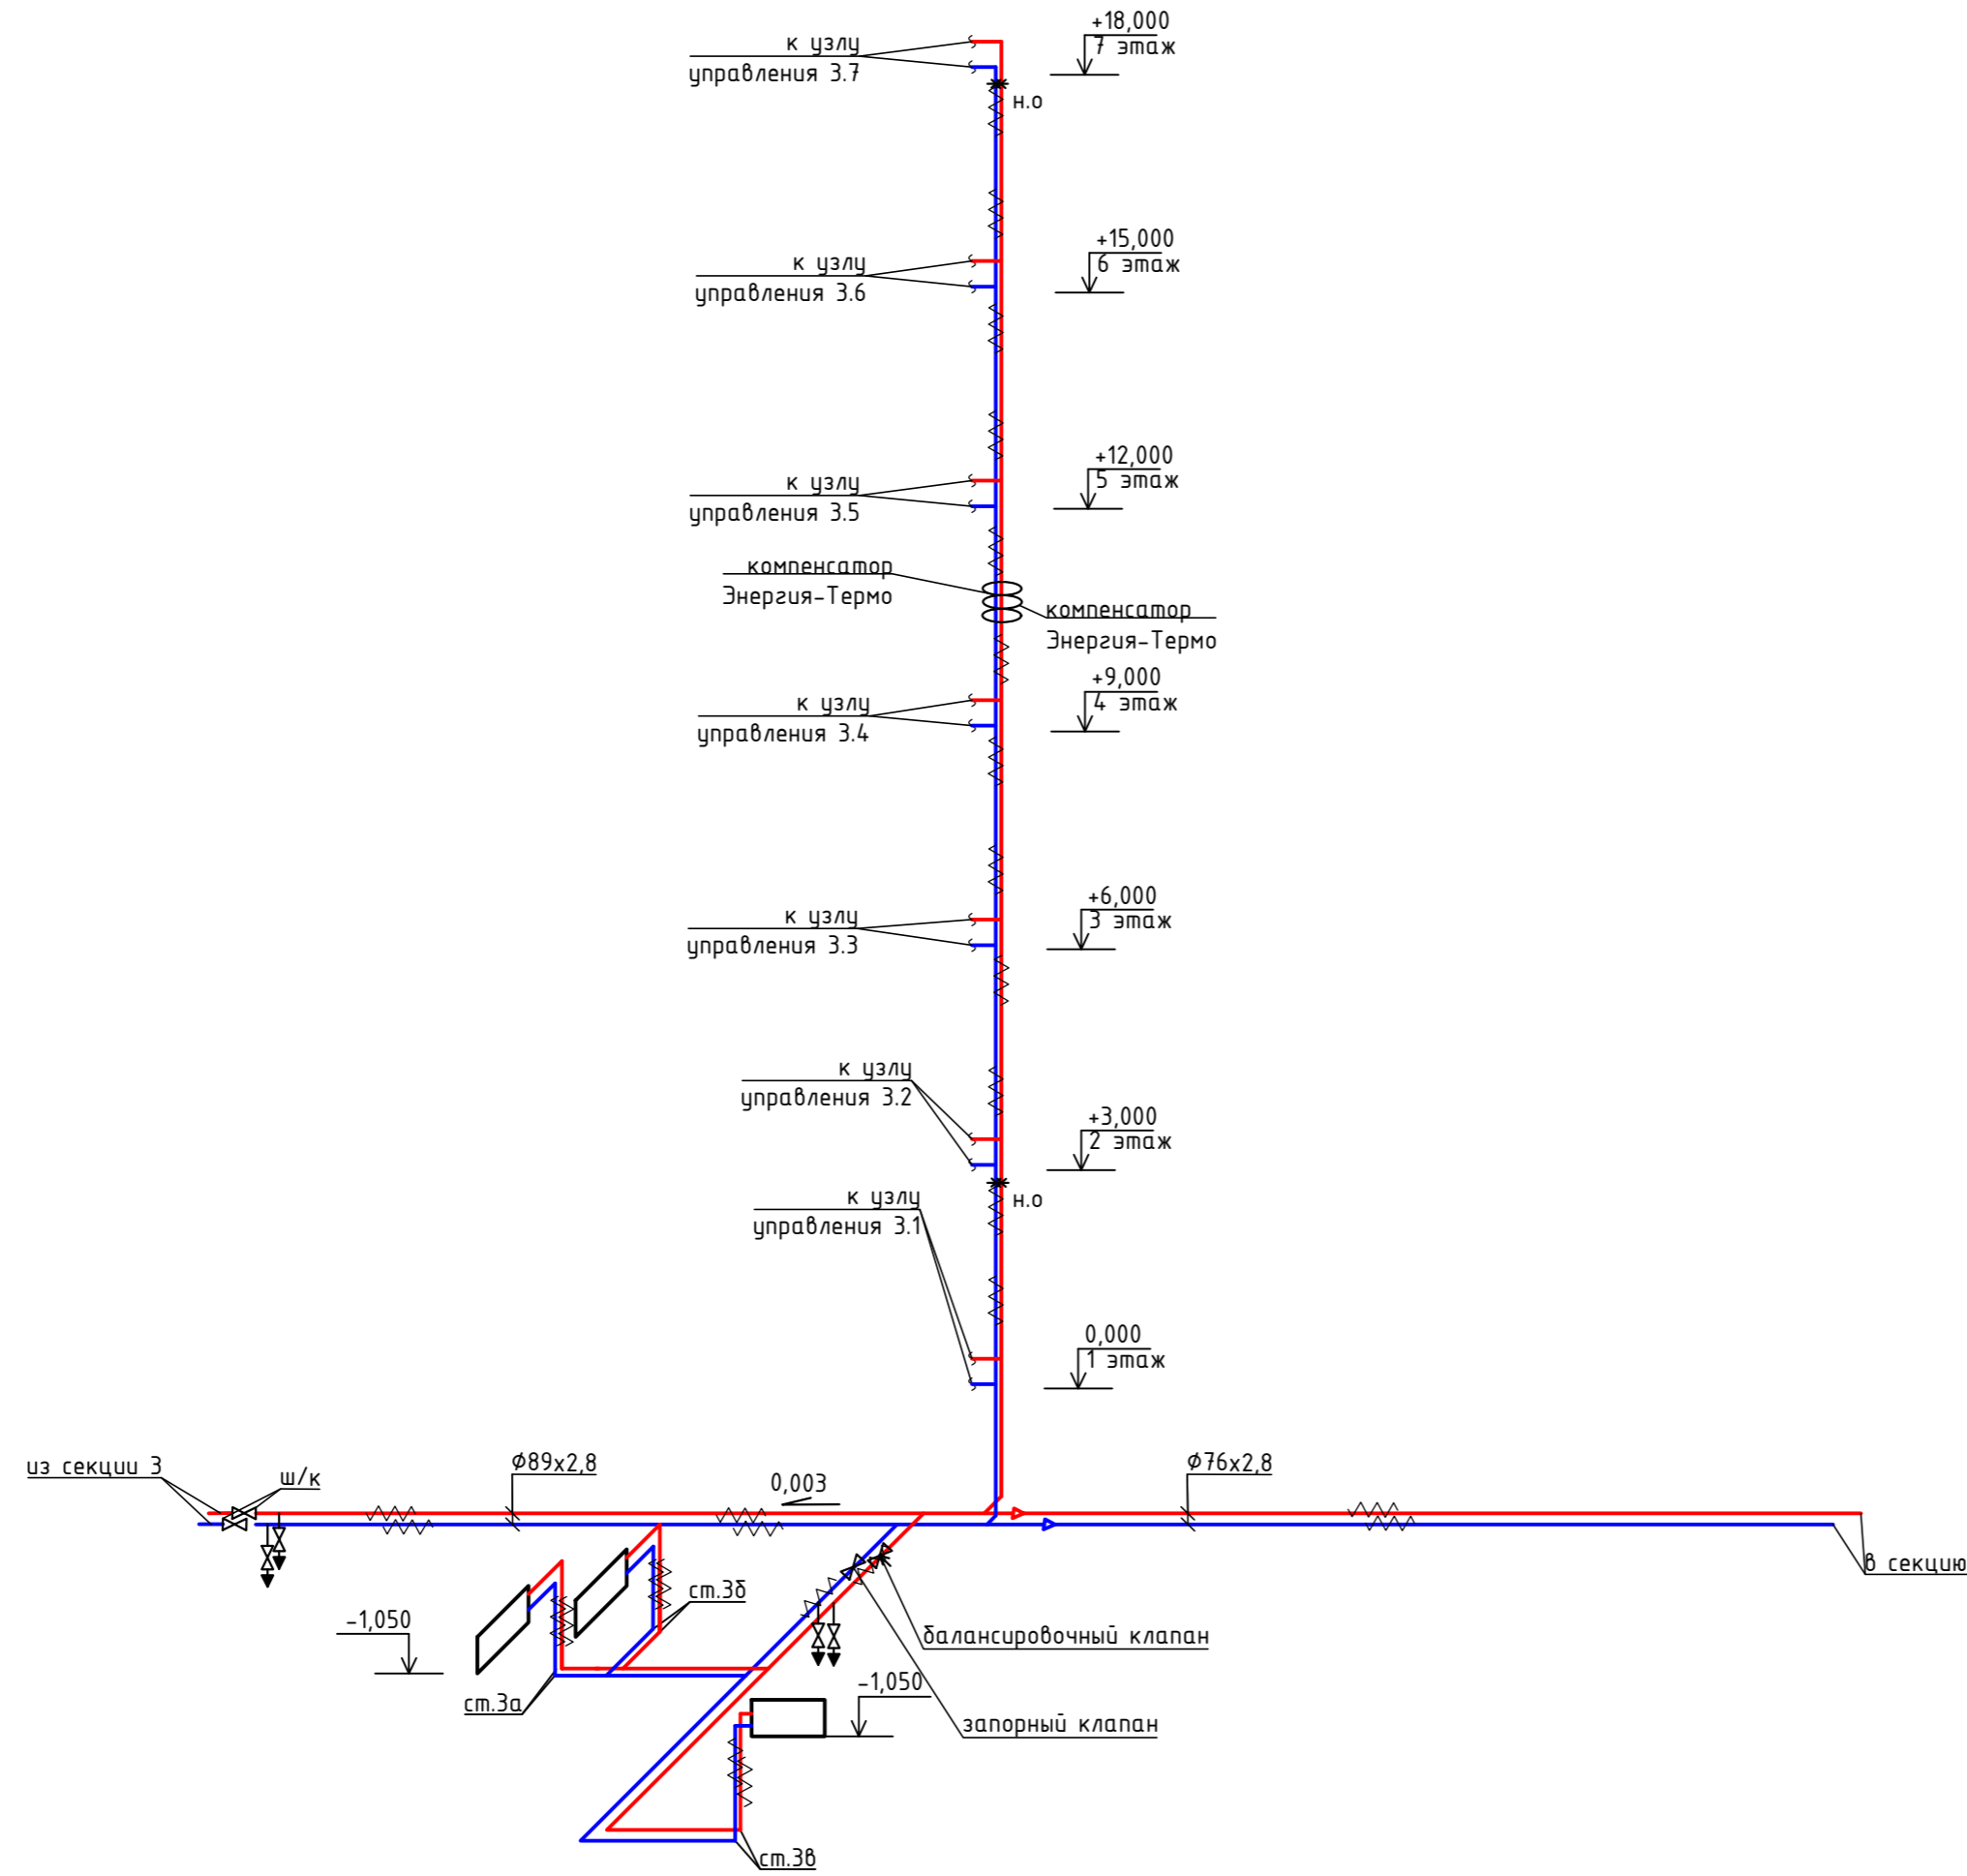 +18,000
7 этаж
к узлу
управления 3.7
н.о
+15,000
6 этаж
к узлу
управления 3.6
+12,000
5 этаж
к узлу
управления 3.5
компенсатор
Энергия-Термо
компенсатор
Энергия-Термо
+9,000
4 этаж
к узлу
управления 3.4
+6,000
3 этаж
к узлу
управления 3.3
к узлу
управления 3.2
+3,000
2 этаж
н.о
к узлу
управления 3.1
0,000
1 этаж
из секции 3
ш/к
φ89х2,8
0,003
φ76х2,8
в секцию
ст.3б
-1,050
балансировочный клапан
ст.3а
-1,050
запорный клапан
ст.3в